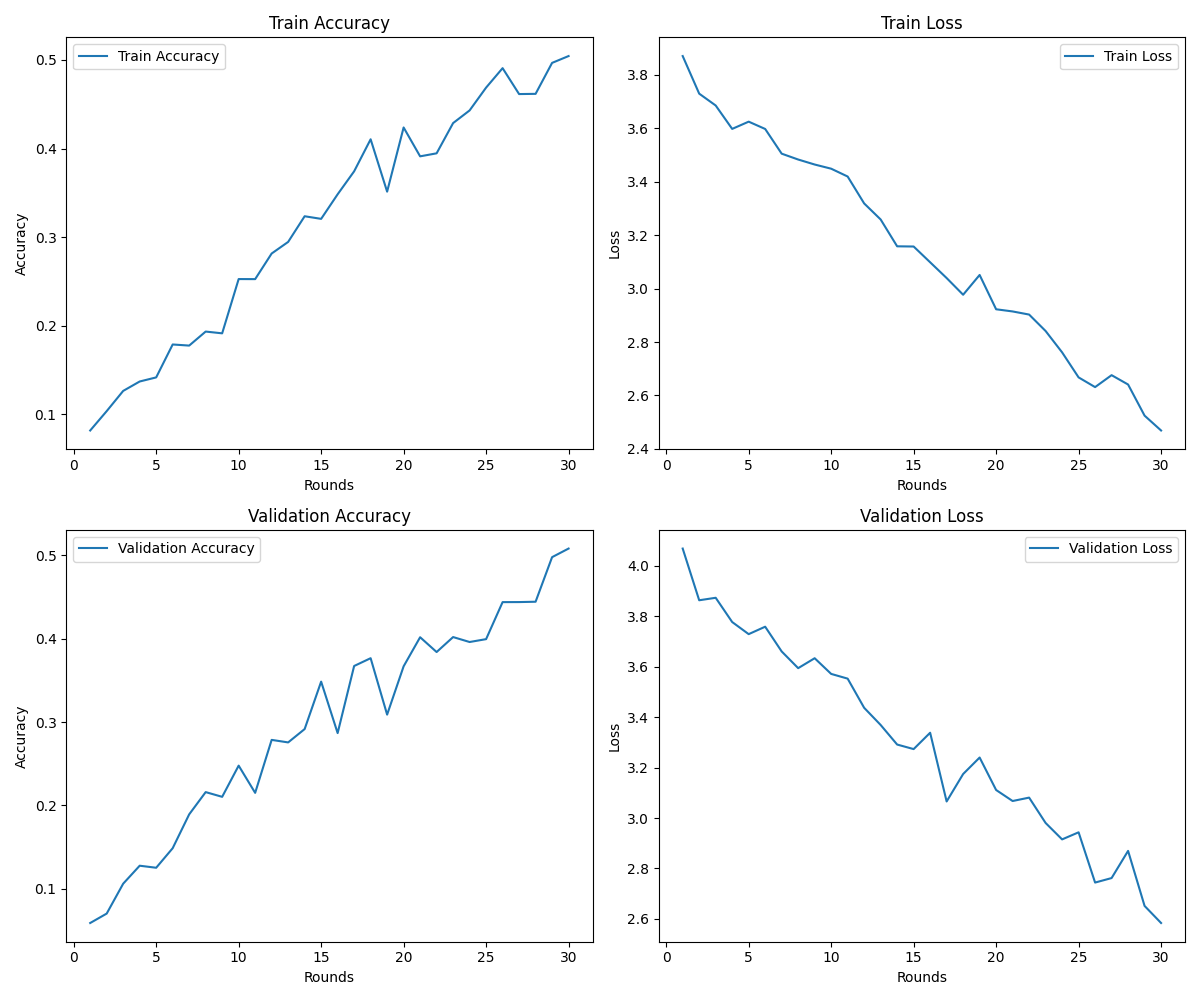 Train Accuracy
Train Accuracy
0.5
0.4
0.3
0.2
0.1
Accuracy
0 5 10 15 20 25 30
Rounds
Train Loss
Train Loss
3.8
3.6
3.4
3.2
3.0
2.8
2.6
2.4
Loss
0 5 10 15 20 25 30
Rounds
Validation Accuracy
Validation Accuracy
0.5
0.4
0.3
0.2
0.1
Accuracy
0 5 10 15 20 25 30
Rounds
Validation Loss
Validation Loss
4.0
3.8
3.6
3.4
3.2
3.0
2.8
2.6
Loss
0 5 10 15 20 25 30
Rounds